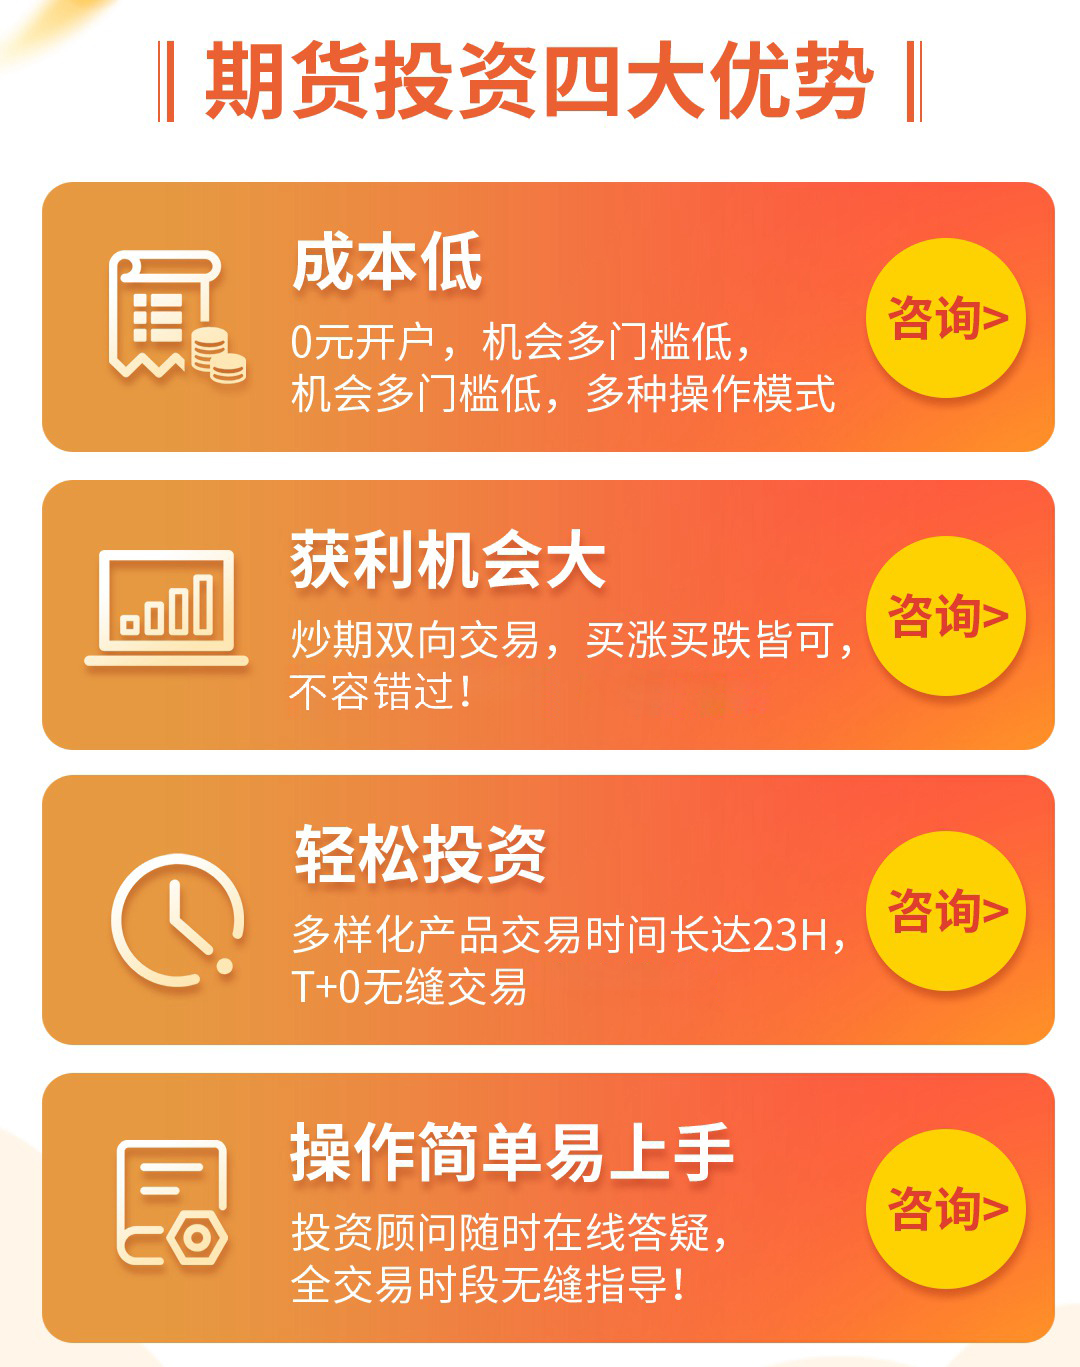 期货投资四大优势
成本低
0元开户，机会多门槛低，
机会多门槛低，多种操作模式
咨询>
获利机会大
炒期双向交易，买涨买跌皆可，
不容错过！
咨询>
轻松投资
多样化产品交易时间长达23H，
T+0无缝交易
咨询>
操作简单易上手
投资顾问随时在线答疑，
全交易时段无缝指导！
咨询>